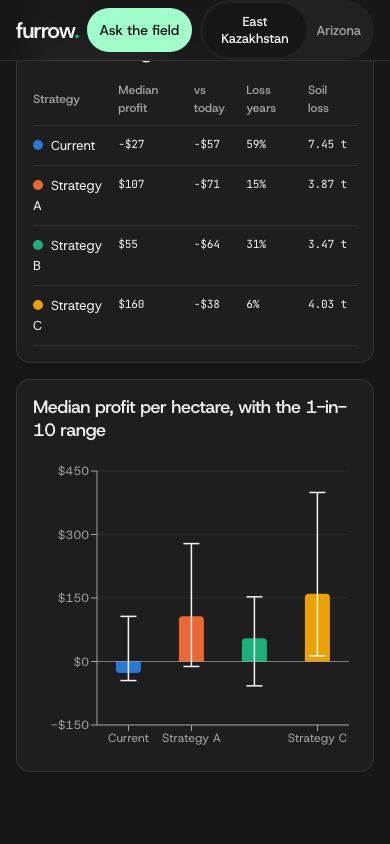 furrow.
Ask the field
East
Kazakhstan
Arizona
Strategy
Median
profit
vs
today
Loss
years
Soil
loss
Current
-$27
-$57
59%
7.45 t
Strategy
A
$107
-$71
15%
3.87 t
Strategy
B
$55
-$64
31%
3.47 t
Strategy
C
$160
-$38
6%
4.03 t
Median profit per hectare, with the 1-in-
10 range
$450
$300
$150
$0
-$150
Current
Strategy A
Strategy C